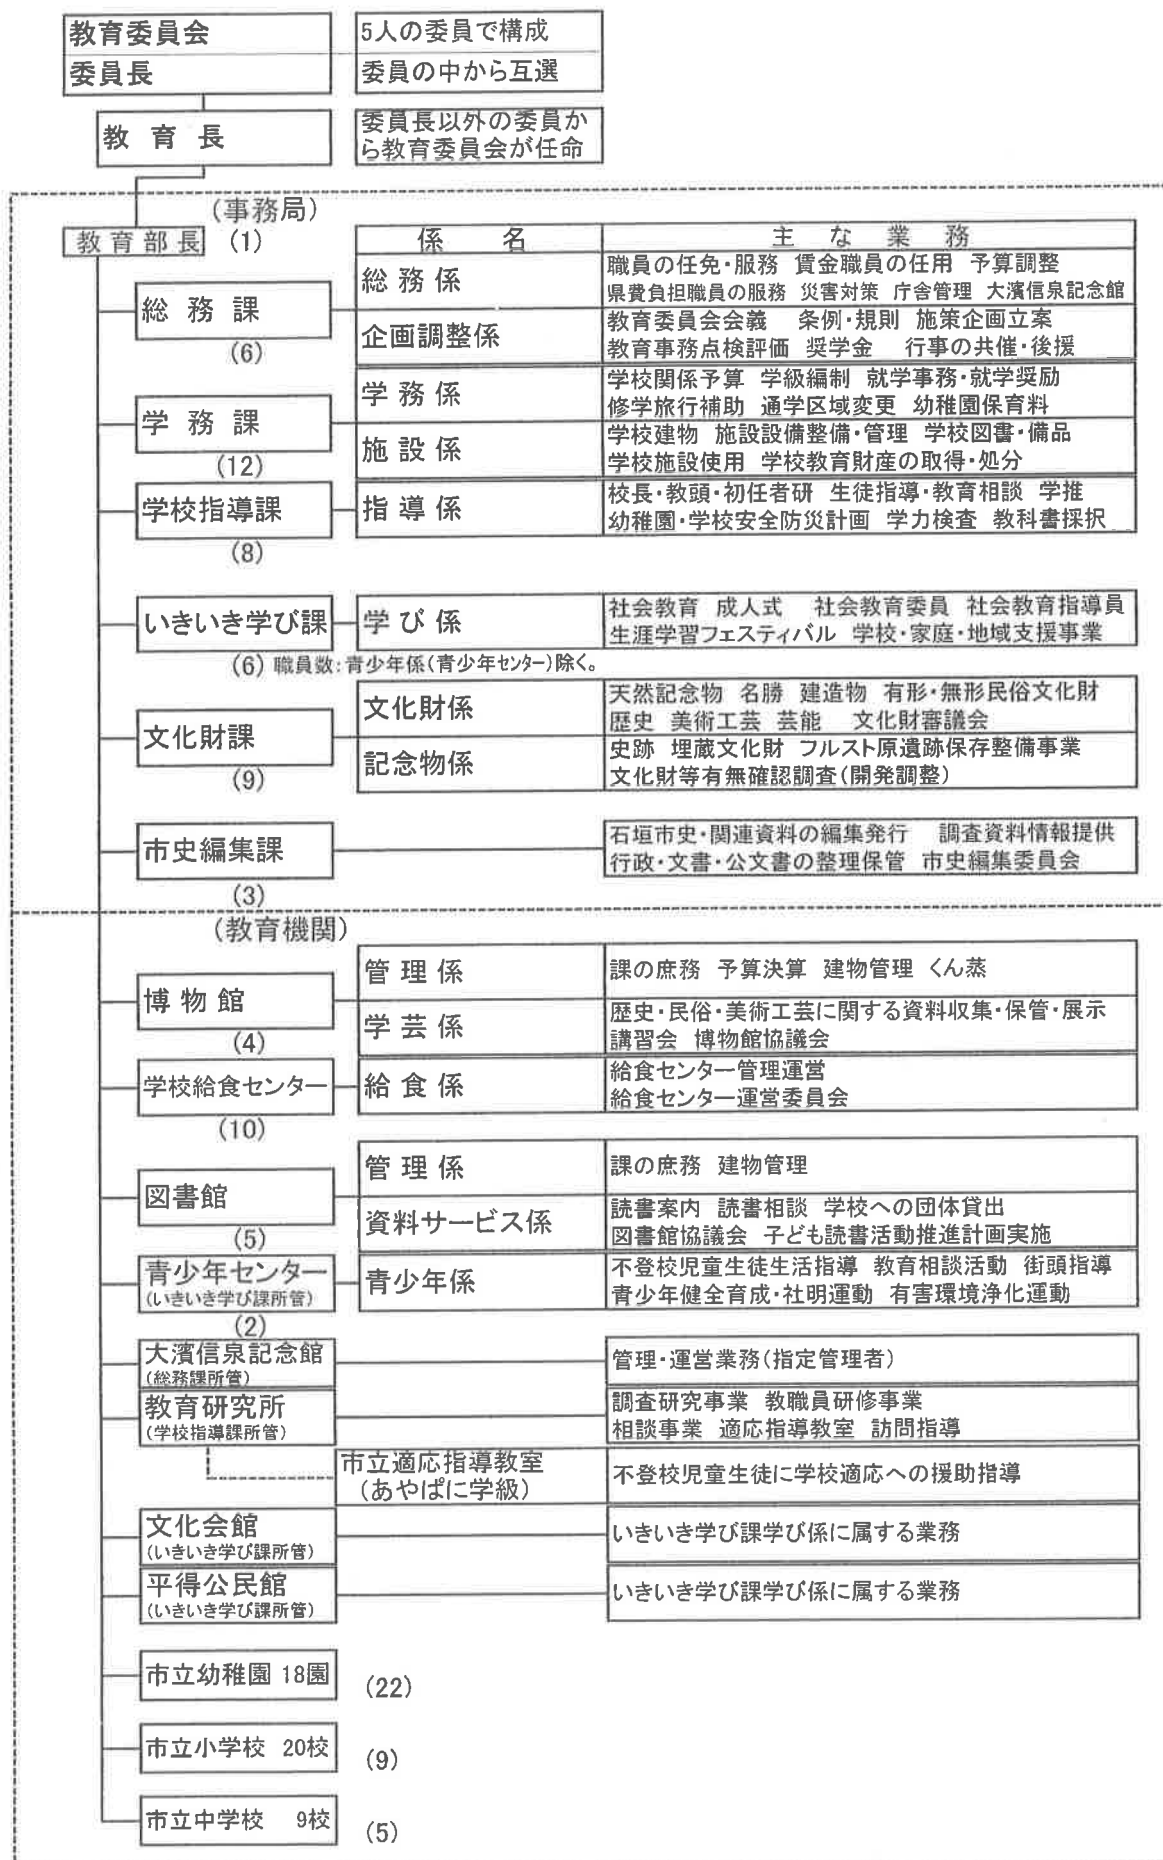 教育委員会 5人の委員で構成
委員長 委員の中から互選
教育長 委員長以外の委員か
ら教育委員会が任命
(事務局)
教育部長 (1)
係名 主な業務
総務課
(6)
総務係
職員の任免・服務 賃金職員の任用 予算調整
県費負担職員の服務 災害対策 庁舎管理 大濱信泉記念館
企画調整係
教育委員会会議 条例・規則 施策企画立案
教育事務点検評価 奨学金 行事の共催・後援
学務課
(12)
学務係
学校関係予算 学級編制 就学事務・就学奨励
修学旅行補助 通学区域変更 幼稚園保育料
施設係
学校建物 施設設備整備・管理 学校図書・備品
学校施設使用 学校教育財産の取得・処分
学校指導課
(8)
指導係
校長・教頭・初任者研 生徒指導・教育相談 学推
幼稚園・学校安全防災計画 学力検査 教科書採択
いきいき学び課
学び係
社会教育 成人式 社会教育委員 社会教育指導員
生涯学習フェスティバル 学校・家庭・地域支援事業
(6) 職員数:青少年係(青少年センター)除く。
文化財課
(9)
文化財係
天然記念物 名勝 建造物 有形・無形民俗文化財
歴史 美術工芸 芸能 文化財審議会
記念物係
史跡 埋蔵文化財 フルスト原遺跡保存整備事業
文化財等有無確認調査(開発調整)
市史編集課
(3)
石垣市史・関連資料の編集発行 調査資料情報提供
行政・文書・公文書の整理保管 市史編集委員会
(教育機関)
博物館
(4)
管理係
課の庶務 予算決算 建物管理 くん蒸
学芸係
歴史・民俗・美術工芸に関する資料収集・保管・展示
講習会 博物館協議会
学校給食センター
(10)
給食係
給食センター管理運営
給食センター運営委員会
図書館
(5)
管理係
課の庶務 建物管理
資料サービス係
読書案内 読書相談 学校への団体貸出
図書館協議会 子ども読書活動推進計画実施
青少年センター
(いきいき学び課所管)
(2)
青少年係
不登校児童生徒生活指導 教育相談活動 街頭指導
青少年健全育成・社明運動 有害環境浄化運動
大濱信泉記念館
(総務課所管)
管理・運営業務(指定管理者)
教育研究所
(学校指導課所管)
調査研究事業 教職員研修事業
相談事業 適応指導教室 訪問指導
市立適応指導教室
(あやぱに学級)
不登校児童生徒に学校適応への援助指導
文化会館
(いきいき学び課所管)
いきいき学び課学び係に属する業務
平得公民館
(いきいき学び課所管)
いきいき学び課学び係に属する業務
市立幼稚園 18園 (22)
市立小学校 20校 (9)
市立中学校 9校 (5)